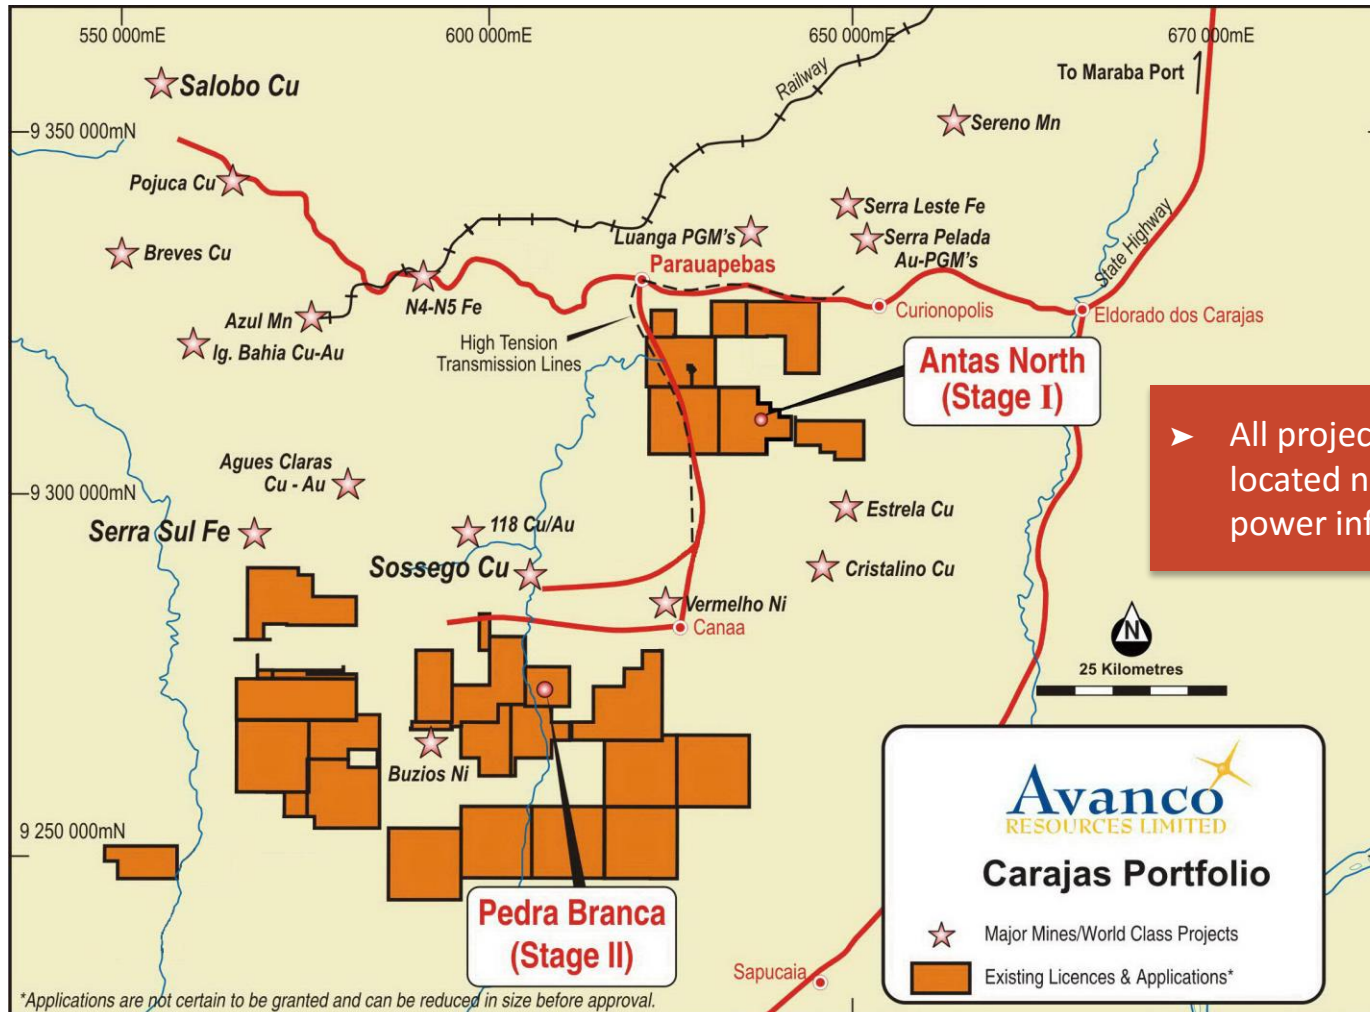 550 000mE
600 000mE
650 000mE
670 000mE
To Maraba Port
Salobo Cu
Railway
9 350 000mN
Sereno Mn
Pojuca Cu
Serra Leste Fe
Breves Cu
Luanga PGM's
Serra Pelada
Au-PGM's
Parauapebas
State Highway
N4-N5 Fe
Azul Mn
Curionopolis
Eldorado dos Carajas
Ig. Bahia Cu-Au
High Tension
Transmission Lines
Antas North
(Stage I)
➤ All projec
located n
power inf
Agues Claras
Cu - Au
9 300 000mN
Serra Sul Fe
118 Cu/Au
Estrela Cu
Sossego Cu
Cristalino Cu
Vermelho Ni
Canaa
N
25 Kilometres
Buzios Ni
9 250 000mN
Avanco
RESOURCES LIMITED
Carajas Portfolio
Pedra Branca
(Stage II)
Major Mines/World Class Projects
Sapucaia
Existing Licences & Applications*
*Applications are not certain to be granted and can be reduced in size before approval.